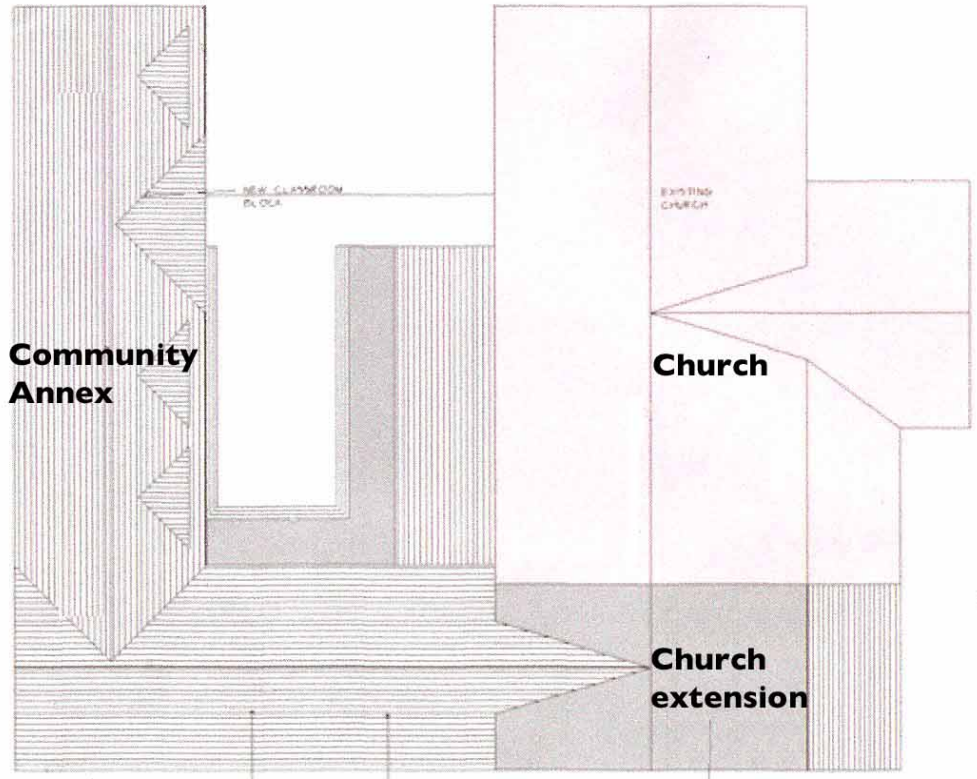 NEW CLASSROOM
BLOCK
EXISTING
CHURCH
Community
Annex
Church
Church
extension